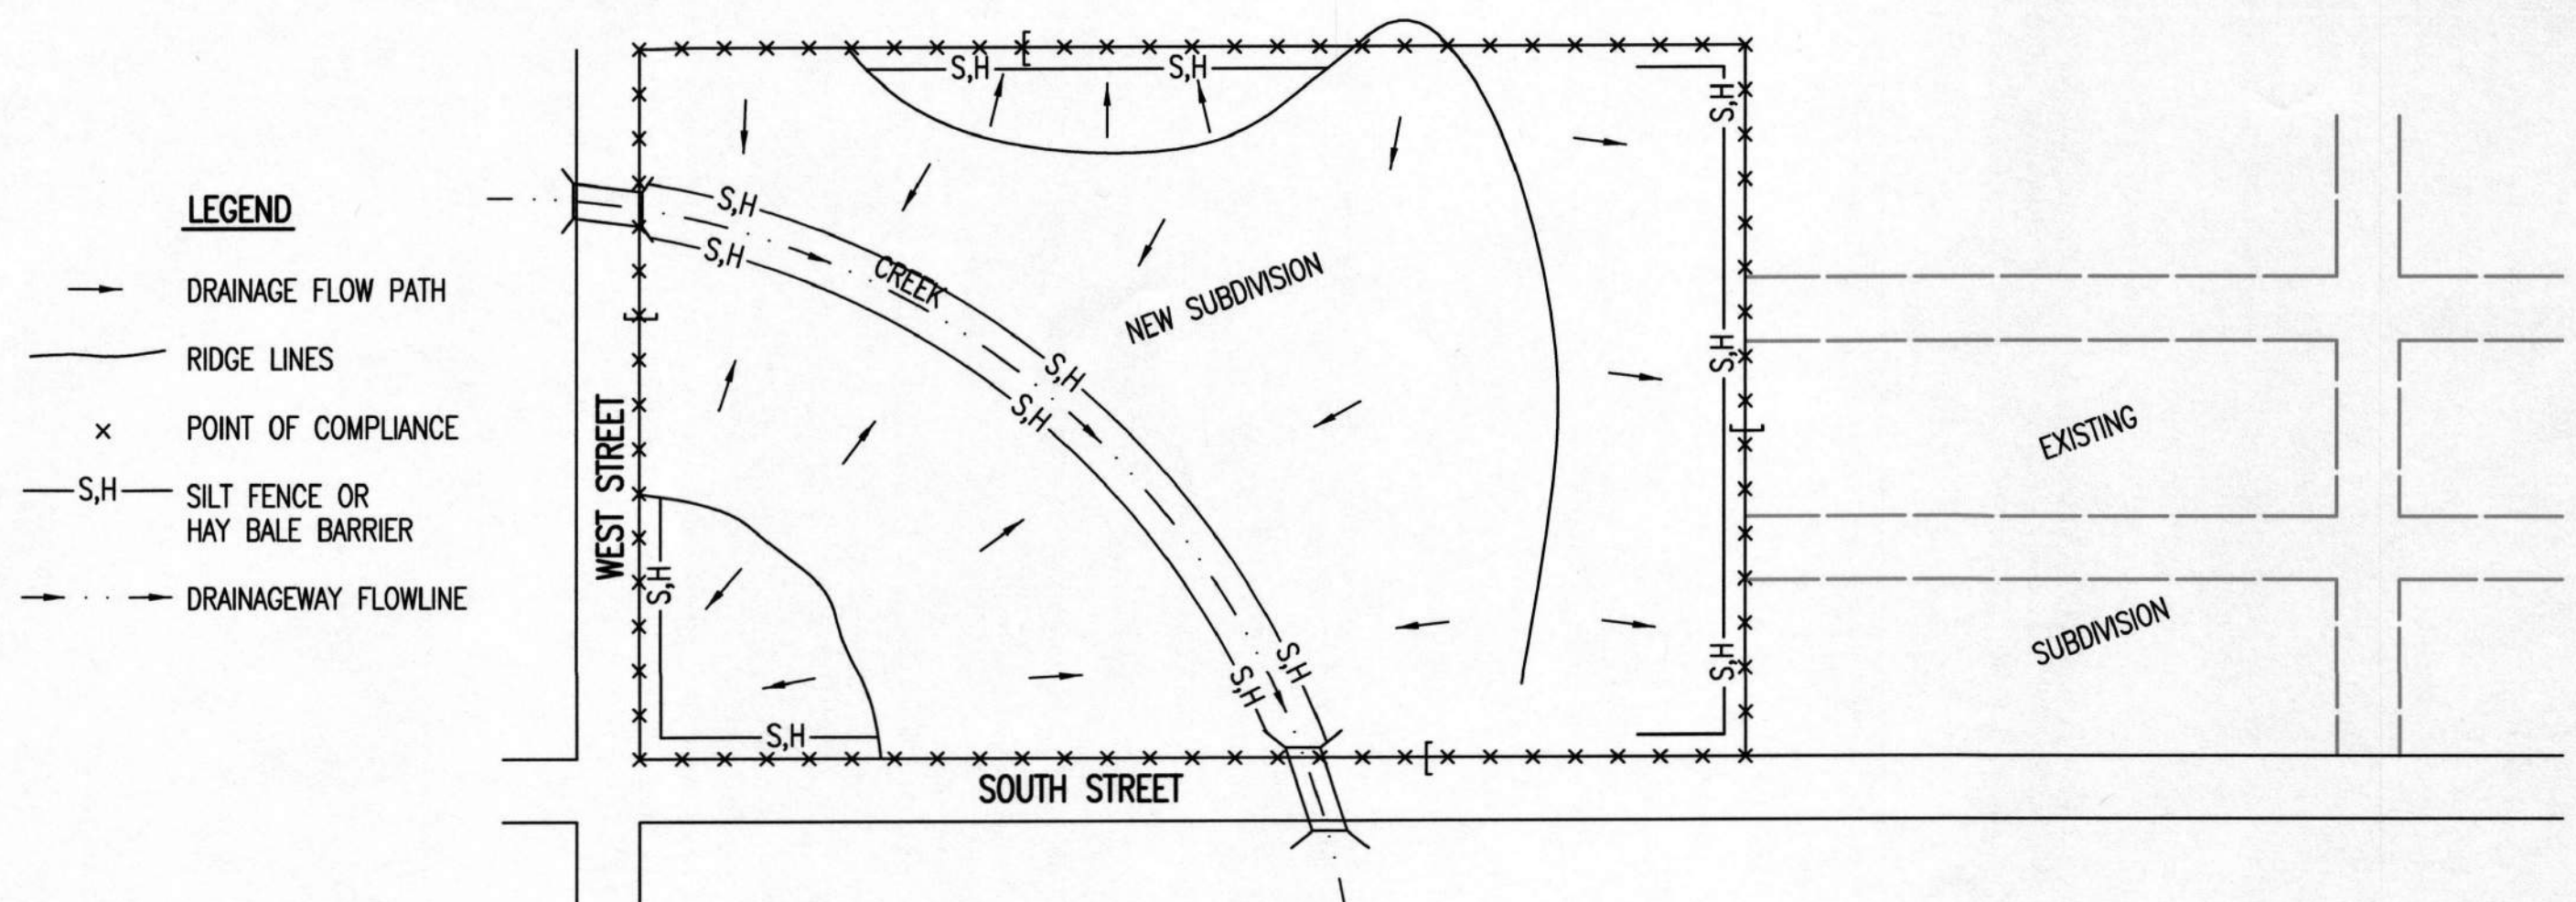 LEGEND
DRAINAGE FLOW PATH
RIDGE LINES
× POINT OF COMPLIANCE
S,H SILT FENCE OR
HAY BALE BARRIER
DRAINAGEWAY FLOWLINE
S,H
S,H
S,H
S,H
S,H
CREEK
NEW SUBDIVISION
S,H
S,H
S,H
S,H
WEST STREET
S,H
S,H
S,H
S,H
S,H
SOUTH STREET
EXISTING
SUBDIVISION